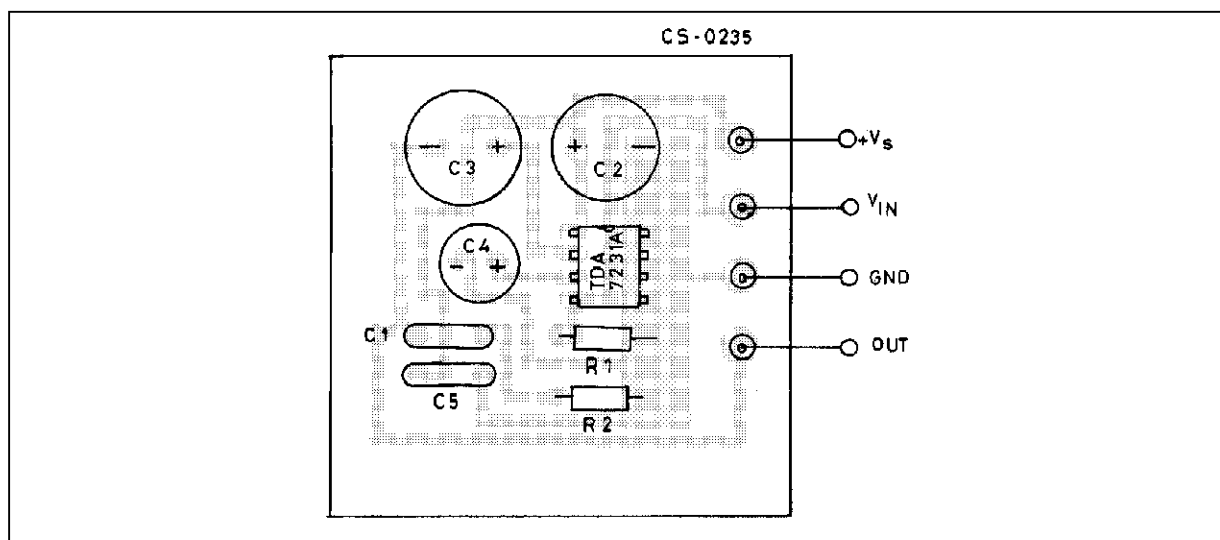 CS-0235
+Vs
- +
C3
+ -
C2
VIN
C4
- +
TDA
7231A
GND
C1
R1
OUT
C5
R2